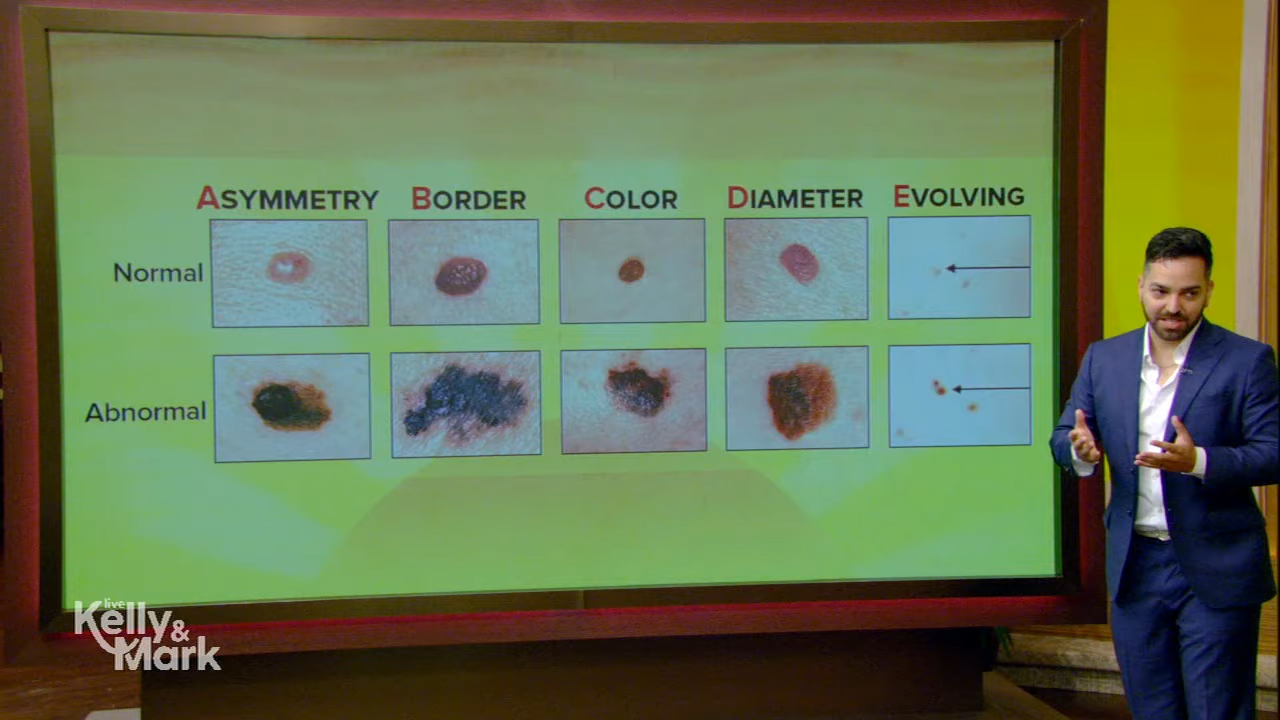 ASYMMETRY BORDER COLOR DIAMETER EVOLVING
Normal
Abnormal
live
Kelly
&
Mark